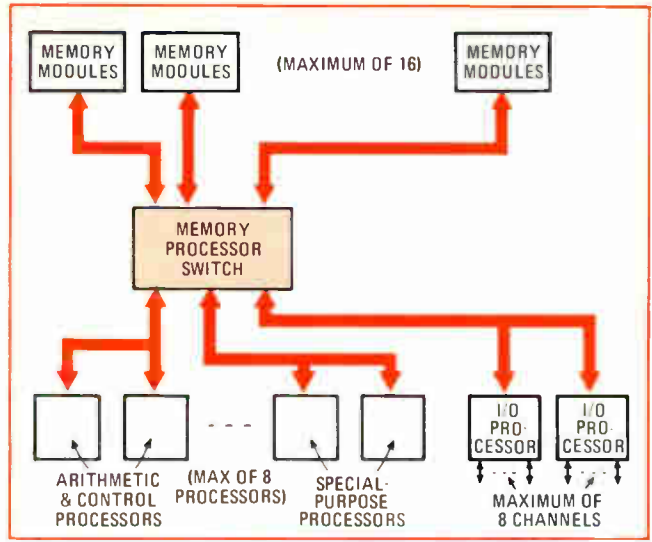 MEMORY MODULES
MEMORY MODULES
(MAXIMUM OF 16)
MEMORY MODULES
MEMORY
PROCESSOR
SWITCH
I/O
PRO-
CESSOR
I/O
PRO-
CESSOR
ARITHMETIC
& CONTROL
PROCESSORS
(MAX OF 8
PROCESSORS)
SPECIAL-
PURPOSE
PROCESSORS
MAXIMUM OF
8 CHANNELS